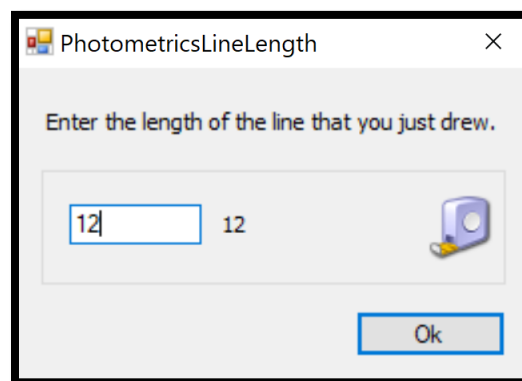 PhotometricsLineLength
Enter the length of the line that you just drew.
12 12
Ok